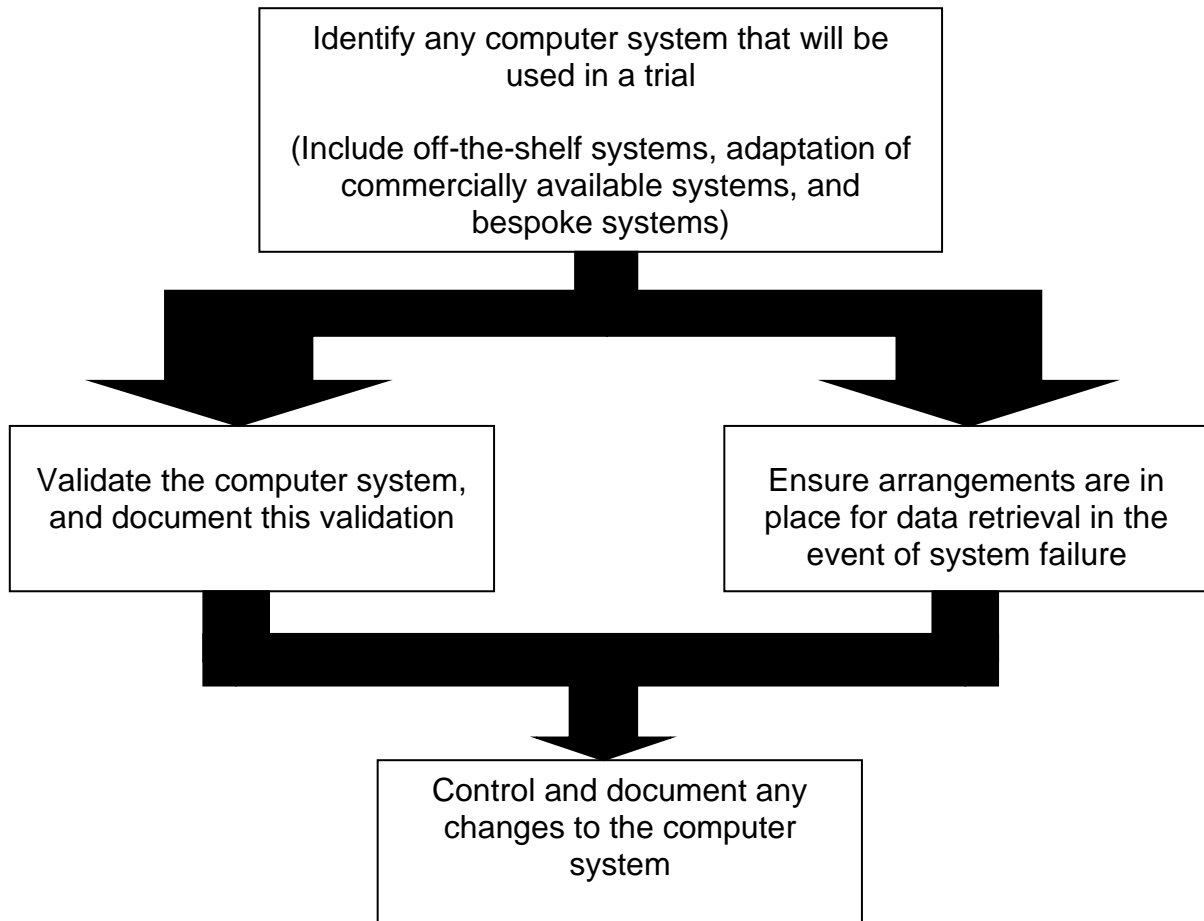 Identify any computer system that will be
used in a trial
(Include off-the-shelf systems, adaptation of
commercially available systems, and
bespoke systems)
Validate the computer system,
and document this validation
Ensure arrangements are in
place for data retrieval in the
event of system failure
Control and document any
changes to the computer
system